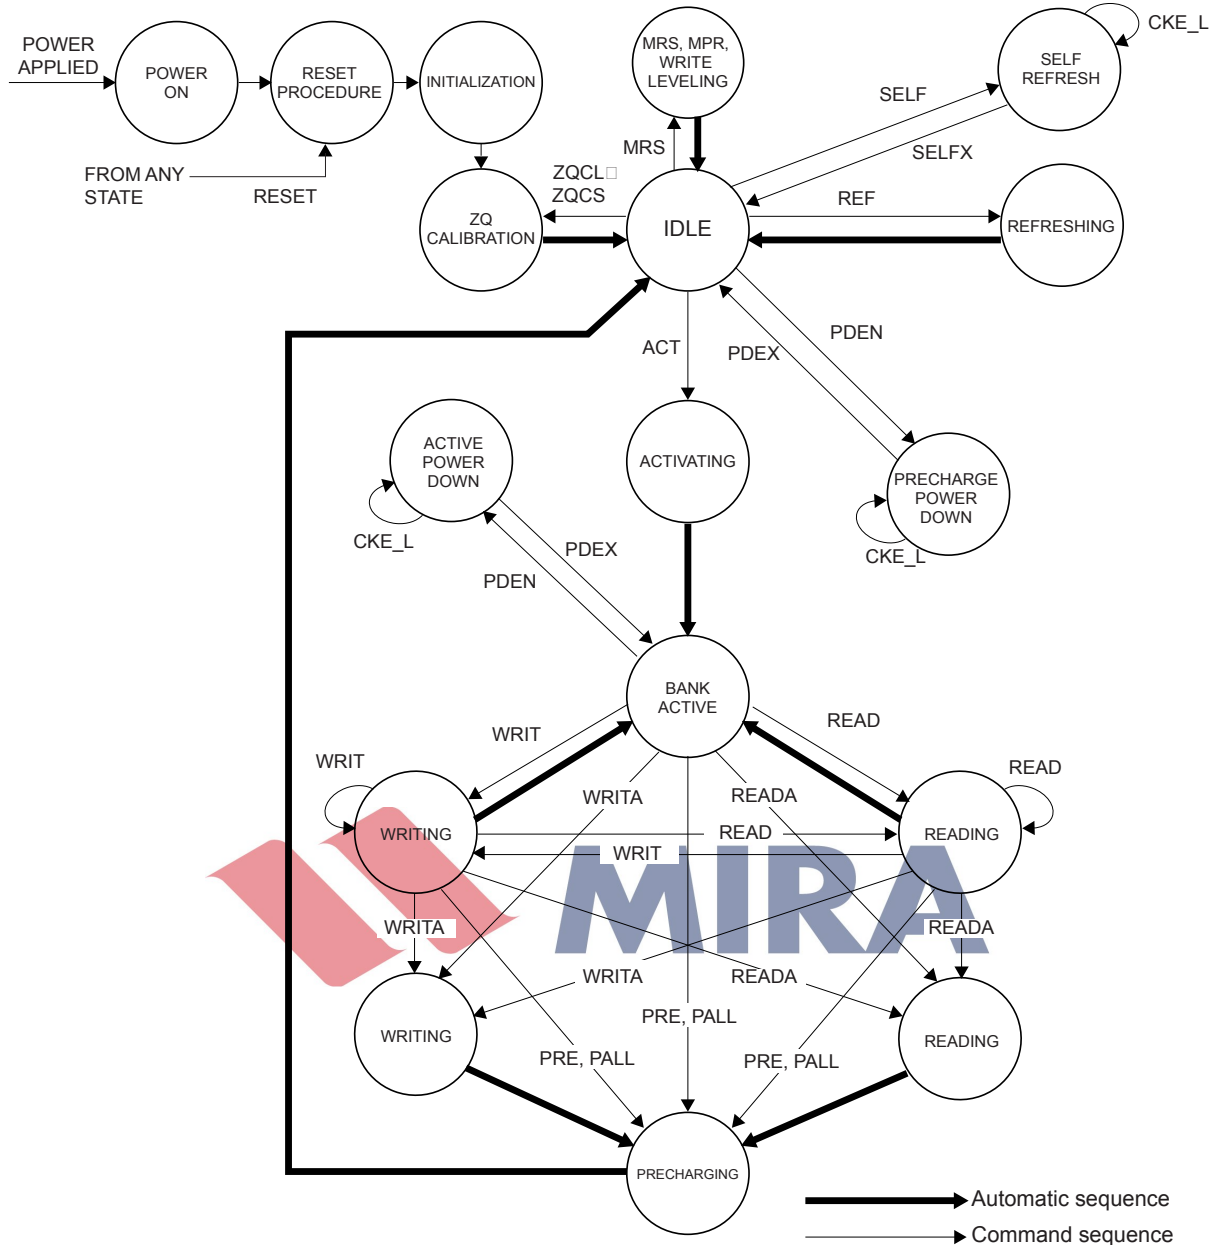 POWER
APPLIED
POWER
ON
RESET
PROCEDURE
INITIALIZATION
MRS, MPR,
WRITE
LEVELING
SELF
REFRESH
CKE_L
FROM ANY
STATE
RESET
MRS
SELF
SELFX
ZQCL
ZQCS
ZQ
CALIBRATION
IDLE
REF
REFRESHING
ACT
PDEX
PDEN
ACTIVE
POWER
DOWN
CKE_L
ACTIVATING
PRECHARGE
POWER
DOWN
CKE_L
PDEX
PDEN
BANK
ACTIVE
WRIT
READ
WRIT
WRITA
READA
READ
WRITING
READ
READING
WRIT
MIRA
WRITA
READA
WRITA
READA
WRITING
PRE, PALL
READING
PRE, PALL
PRE, PALL
PRECHARGING
Automatic sequence
Command sequence